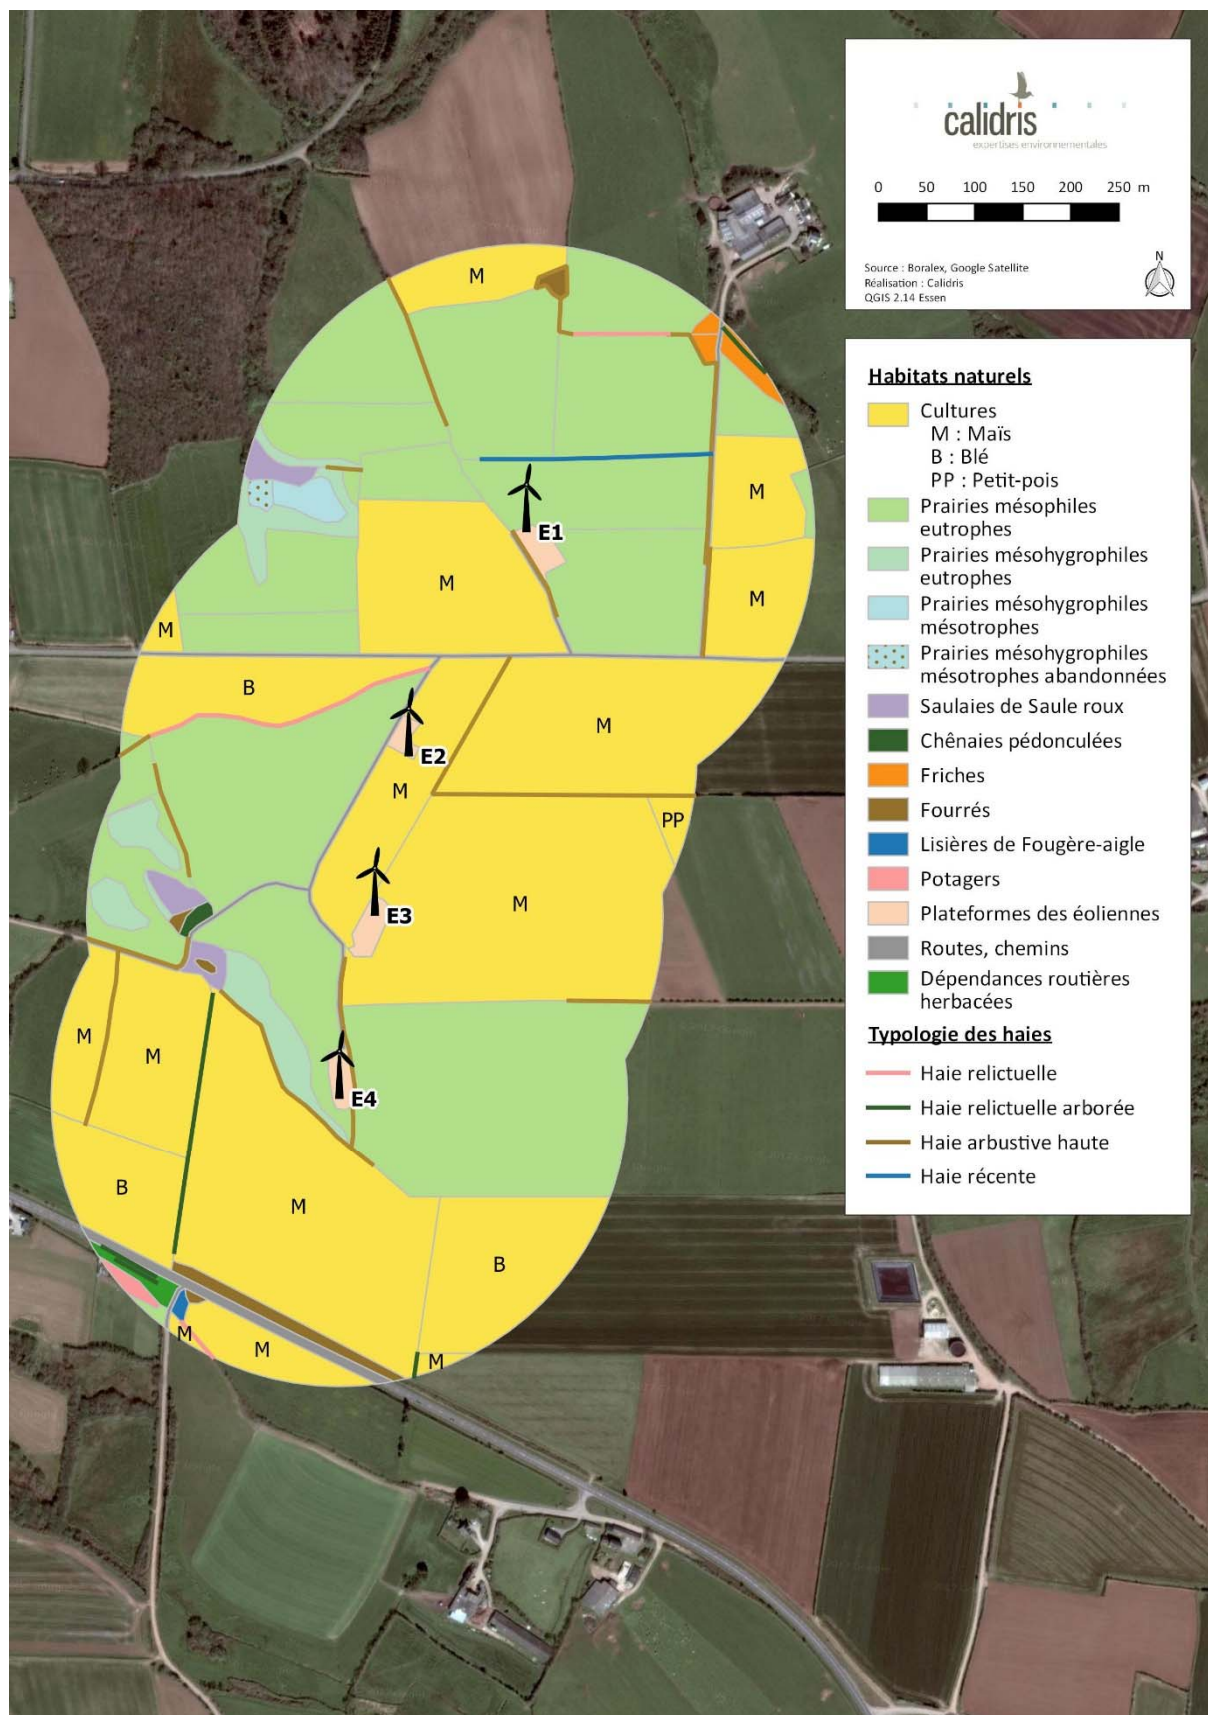 calidris
expertises environnementales
0 50 100 150 200 250 m
Source : Boralex, Google Satellite
Réalisation : Calidris
QGIS 2.14 Essen
N
Habitats naturels
Cultures
M : Maïs
B : Blé
PP : Petit-pois
Prairies mésophiles
eutrophes
Prairies mésohygrophiles
eutrophes
Prairies mésohygrophiles
mésotrophes
Prairies mésohygrophiles
mésotrophes abandonnées
Saulaies de Saule roux
Chênaies pédonculées
Friches
Fourrés
Lisières de Fougère-aigle
Potagers
Plateformes des éoliennes
Routes, chemins
Dépendances routières
herbacées
Typologie des haies
Haie relictuelle
Haie relictuelle arborée
Haie arbustive haute
Haie récente
M
M
E1
M
M
M
B
M
E2
M
PP
M
E3
M
M
E4
B
M
B
M
M
M